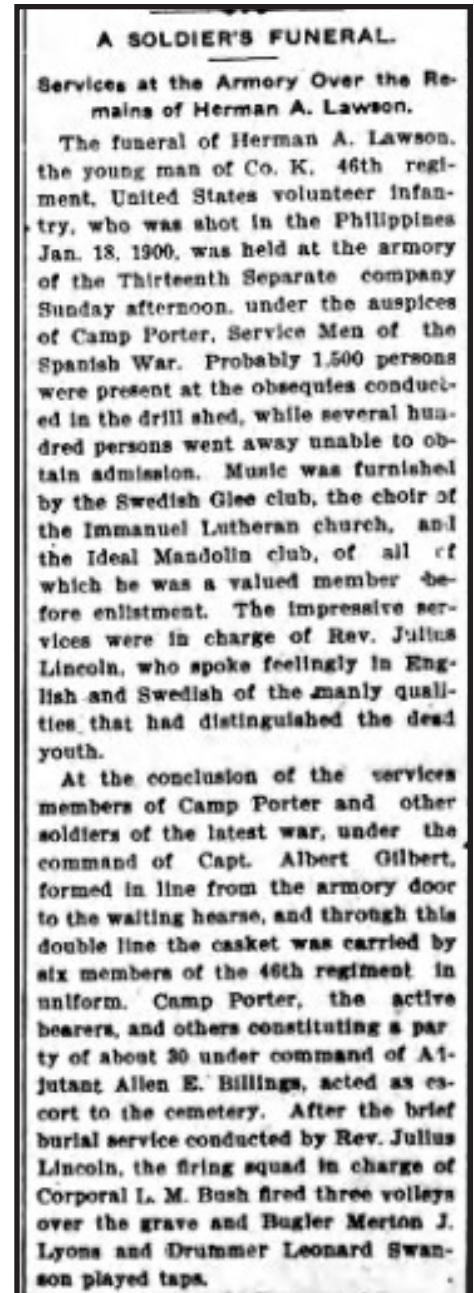 A SOLDIER'S FUNERAL.
Services at the Armory Over the Re-
mains of Herman A. Lawson.
The funeral of Herman A. Lawson,
the young man of Co. K, 46th regi-
ment, United States volunteer infan-
try, who was shot in the Philippines
Jan. 18, 1900, was held at the armory
of the Thirteenth Separate company
Sunday afternoon, under the auspices
of Camp Porter, Service Men of the
Spanish War. Probably 1,500 persons
were present at the obsequies conduct-
ed in the drill shed, while several hun-
dred persons went away unable to ob-
tain admission. Music was furnished
by the Swedish Glee club, the choir of
the Immanuel Lutheran church, and
the Ideal Mandolin club, of all of
which he was a valued member be-
fore enlistment. The impressive ser-
vices were in charge of Rev. Julius
Lincoln, who spoke feelingly in Eng-
lish and Swedish of the manly quali-
ties that had distinguished the dead
youth.
At the conclusion of the services
members of Camp Porter and other
soldiers of the latest war, under the
command of Capt. Albert Gilbert,
formed in line from the armory door
to the waiting hearse, and through this
double line the casket was carried by
six members of the 46th regiment in
uniform. Camp Porter, the active
bearers, and others constituting a par
ty of about 30 under command of Ad-
jutant Allen E. Billings, acted as es-
cort to the cemetery. After the brief
burial service conducted by Rev. Julius
Lincoln, the firing squad in charge of
Corporal L. M. Bush fired three volleys
over the grave and Bugler Merton J.
Lyons and Drummer Leonard Swan-
son played taps.